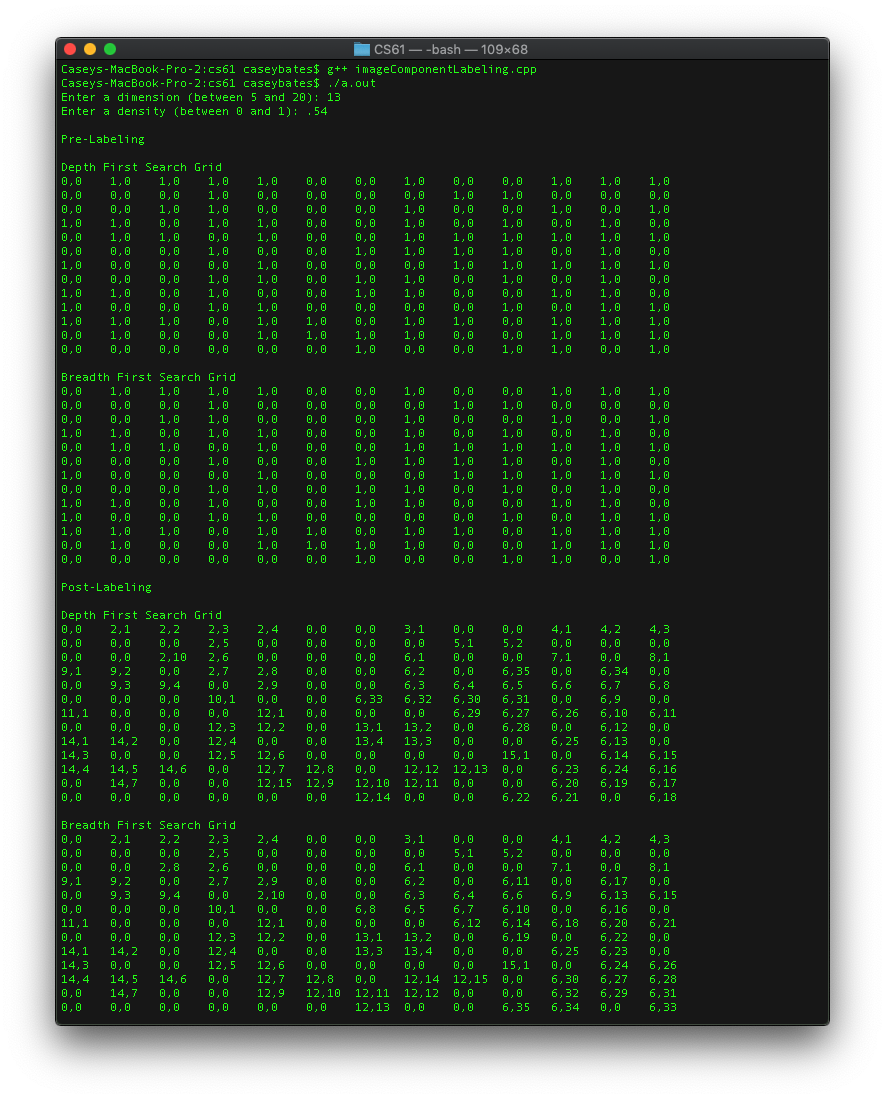 CS61 — -bash — 109×68
Caseys-MacBook-Pro-2:cs61 caseybates$ g++ imageComponentLabeling.cpp
Caseys-MacBook-Pro-2:CS61 caseybates$ ./a.out
Enter a dimension (between 5 and 20): 13
Enter a density (between 0 and 1): .54
Pre-Labeling
Depth First Search Grid
0,0 1,0 1,0 1,0 1,0 0,0 0,0 1,0 0,0 0,0 1,0 1,0 1,0
0,0 0,0 0,0 1,0 0,0 0,0 0,0 0,0 1,0 1,0 0,0 0,0 0,0
0,0 0,0 1,0 1,0 0,0 0,0 0,0 1,0 0,0 0,0 1,0 0,0 1,0
1,0 1,0 0,0 1,0 1,0 0,0 0,0 1,0 0,0 1,0 0,0 1,0 0,0
0,0 1,0 1,0 0,0 1,0 0,0 0,0 1,0 1,0 1,0 1,0 1,0 1,0
0,0 0,0 0,0 1,0 0,0 0,0 1,0 1,0 1,0 1,0 0,0 1,0 0,0
1,0 0,0 0,0 0,0 1,0 0,0 0,0 0,0 1,0 1,0 1,0 1,0 1,0
0,0 0,0 0,0 1,0 1,0 0,0 1,0 1,0 0,0 1,0 0,0 1,0 0,0
1,0 1,0 0,0 1,0 0,0 0,0 1,0 1,0 0,0 0,0 1,0 1,0 0,0
1,0 0,0 0,0 1,0 1,0 0,0 0,0 0,0 0,0 1,0 0,0 1,0 1,0
1,0 1,0 1,0 0,0 1,0 1,0 0,0 1,0 1,0 0,0 1,0 1,0 1,0
0,0 1,0 0,0 0,0 1,0 1,0 1,0 1,0 0,0 0,0 1,0 1,0 1,0
0,0 0,0 0,0 0,0 0,0 0,0 1,0 0,0 0,0 1,0 1,0 0,0 1,0
Breadth First Search Grid
0,0 1,0 1,0 1,0 1,0 0,0 0,0 1,0 0,0 0,0 1,0 1,0 1,0
0,0 0,0 0,0 1,0 0,0 0,0 0,0 0,0 1,0 1,0 0,0 0,0 0,0
0,0 0,0 1,0 1,0 0,0 0,0 0,0 1,0 0,0 0,0 1,0 0,0 1,0
1,0 1,0 0,0 1,0 1,0 0,0 0,0 1,0 0,0 1,0 0,0 1,0 0,0
0,0 1,0 1,0 0,0 1,0 0,0 0,0 1,0 1,0 1,0 1,0 1,0 1,0
0,0 0,0 0,0 1,0 0,0 0,0 1,0 1,0 1,0 1,0 0,0 1,0 0,0
1,0 0,0 0,0 0,0 1,0 0,0 0,0 0,0 1,0 1,0 1,0 1,0 1,0
0,0 0,0 0,0 1,0 1,0 0,0 1,0 1,0 0,0 1,0 0,0 1,0 0,0
1,0 1,0 0,0 1,0 0,0 0,0 1,0 1,0 0,0 0,0 1,0 1,0 0,0
1,0 0,0 0,0 1,0 1,0 0,0 0,0 0,0 0,0 1,0 0,0 1,0 1,0
1,0 1,0 1,0 0,0 1,0 1,0 0,0 1,0 1,0 0,0 1,0 1,0 1,0
0,0 1,0 0,0 0,0 1,0 1,0 1,0 1,0 0,0 0,0 1,0 1,0 1,0
0,0 0,0 0,0 0,0 0,0 0,0 1,0 0,0 0,0 1,0 1,0 0,0 1,0
Post-Labeling
Depth First Search Grid
0,0 2,1 2,2 2,3 2,4 0,0 0,0 3,1 0,0 0,0 4,1 4,2 4,3
0,0 0,0 0,0 2,5 0,0 0,0 0,0 0,0 5,1 5,2 0,0 0,0 0,0
0,0 0,0 2,10 2,6 0,0 0,0 0,0 6,1 0,0 0,0 7,1 0,0 8,1
9,1 9,2 0,0 2,7 2,8 0,0 0,0 6,2 0,0 6,35 0,0 6,34 0,0
0,0 9,3 9,4 0,0 2,9 0,0 0,0 6,3 6,4 6,5 6,6 6,7 6,8
0,0 0,0 0,0 10,1 0,0 0,0 6,33 6,32 6,30 6,31 0,0 6,9 0,0
11,1 0,0 0,0 0,0 12,1 0,0 0,0 0,0 6,29 6,27 6,26 6,10 6,11
0,0 0,0 0,0 12,3 12,2 0,0 13,1 13,2 0,0 6,28 0,0 6,12 0,0
14,1 14,2 0,0 12,4 0,0 0,0 13,4 13,3 0,0 0,0 6,25 6,13 0,0
14,3 0,0 0,0 12,5 12,6 0,0 0,0 0,0 0,0 15,1 0,0 6,14 6,15
14,4 14,5 14,6 0,0 12,7 12,8 0,0 12,12 12,13 0,0 6,23 6,24 6,16
0,0 14,7 0,0 0,0 12,15 12,9 12,10 12,11 0,0 0,0 6,20 6,19 6,17
0,0 0,0 0,0 0,0 0,0 0,0 12,14 0,0 0,0 6,22 6,21 0,0 6,18
Breadth First Search Grid
0,0 2,1 2,2 2,3 2,4 0,0 0,0 3,1 0,0 0,0 4,1 4,2 4,3
0,0 0,0 0,0 2,5 0,0 0,0 0,0 0,0 5,1 5,2 0,0 0,0 0,0
0,0 0,0 2,8 2,6 0,0 0,0 0,0 6,1 0,0 0,0 7,1 0,0 8,1
9,1 9,2 0,0 2,7 2,9 0,0 0,0 6,2 0,0 6,11 0,0 6,17 0,0
0,0 9,3 9,4 0,0 2,10 0,0 0,0 6,3 6,4 6,6 6,9 6,13 6,15
0,0 0,0 0,0 10,1 0,0 0,0 6,8 6,5 6,7 6,10 0,0 6,16 0,0
11,1 0,0 0,0 0,0 12,1 0,0 0,0 0,0 6,12 6,14 6,18 6,20 6,21
0,0 0,0 0,0 12,3 12,2 0,0 13,1 13,2 0,0 6,19 0,0 6,22 0,0
14,1 14,2 0,0 12,4 0,0 0,0 13,3 13,4 0,0 0,0 6,25 6,23 0,0
14,3 0,0 0,0 12,5 12,6 0,0 0,0 0,0 0,0 15,1 0,0 6,24 6,26
14,4 14,5 14,6 0,0 12,7 12,8 0,0 12,14 12,15 0,0 6,30 6,27 6,28
0,0 14,7 0,0 0,0 12,9 12,10 12,11 12,12 0,0 0,0 6,32 6,29 6,31
0,0 0,0 0,0 0,0 0,0 0,0 12,13 0,0 0,0 6,35 6,34 0,0 6,33